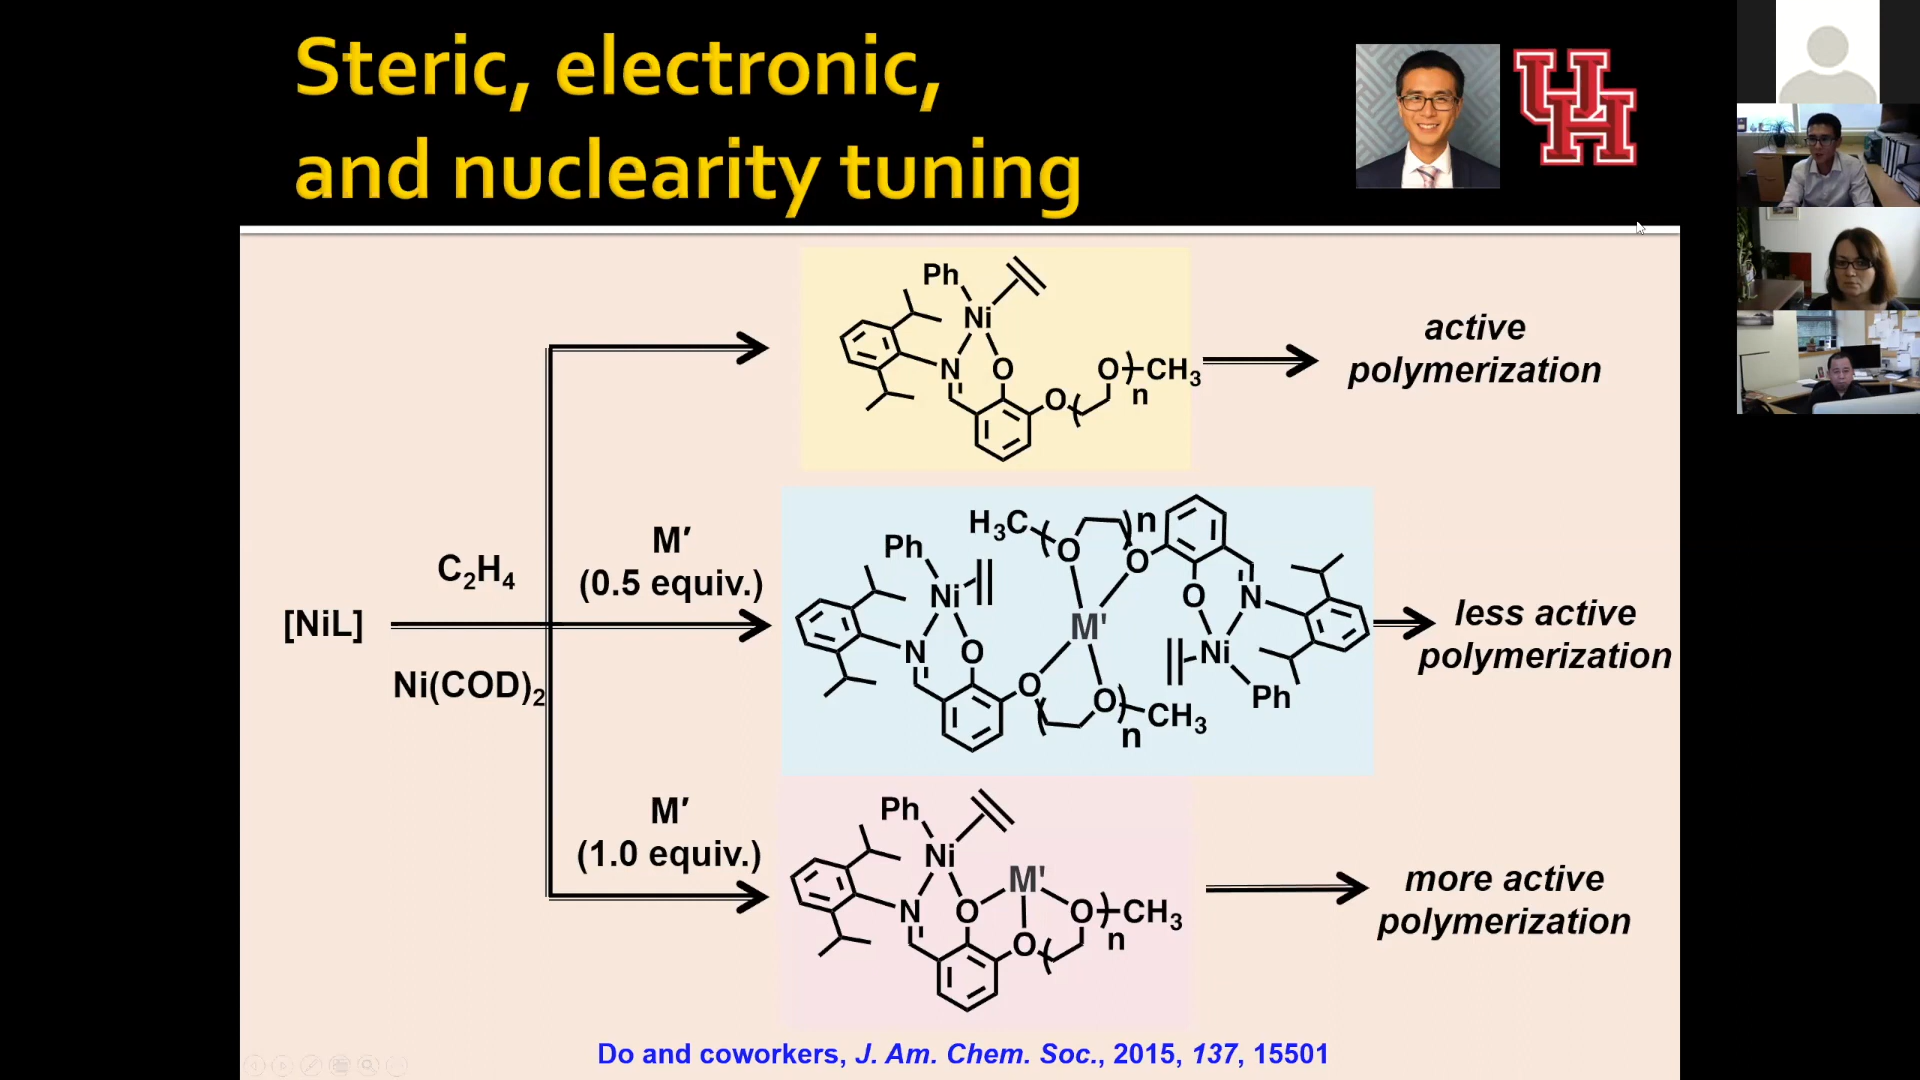 Steric, electronic,
and nuclearity tuning
UH
Ph
Ni
N
O
O
O
CH3
n
active
polymerization
C2H4
[NiL]
Ni(COD)2
M′
(0.5 equiv.)
H3C
n
O
O
Ph
Ni
N
O
M'
O
N
Ni
Ph
O
O
CH3
n
less active
polymerization
M′
(1.0 equiv.)
Ph
Ni
M'
N
O
O
CH3
n
O
more active
polymerization
Do and coworkers, J. Am. Chem. Soc., 2015, 137, 15501